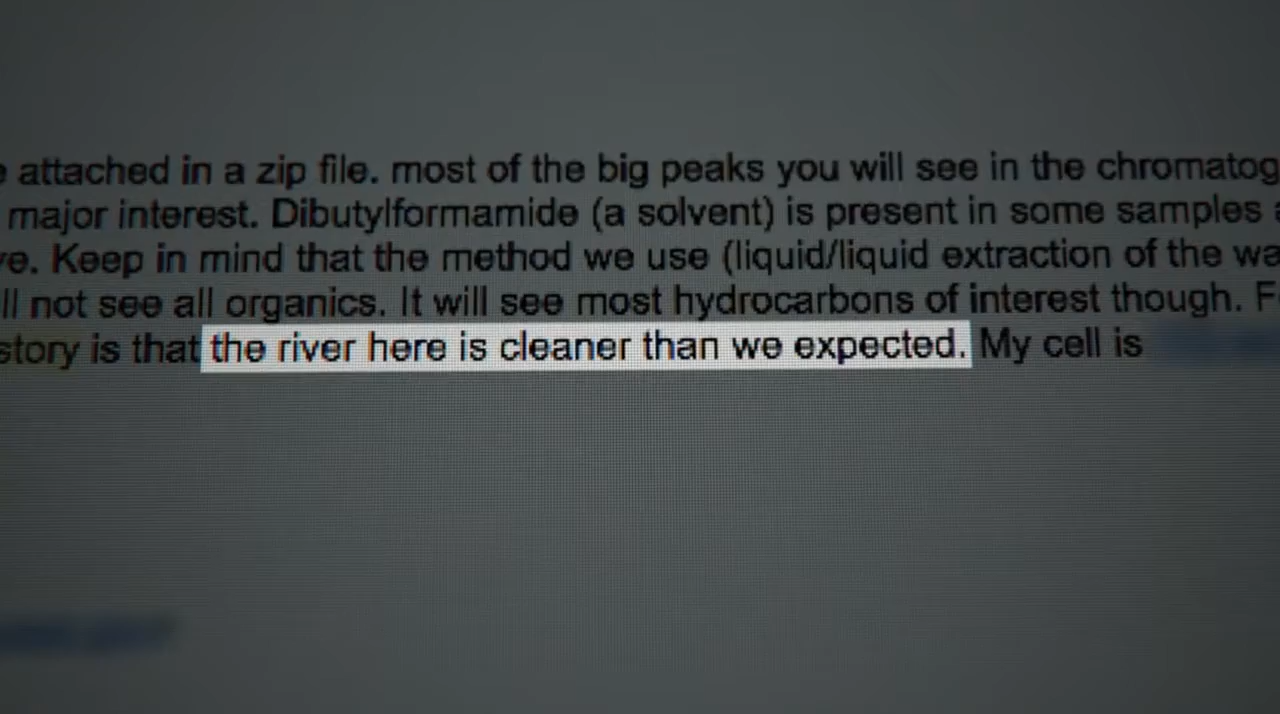 attached in a zip file. most of the big peaks you will see in the chromatog
major interest. Dibutylformamide (a solvent) is present in some samples
ve. Keep in mind that the method we use (liquid/liquid extraction of the wa
ll not see all organics. It will see most hydrocarbons of interest though. F
story is that the river here is cleaner than we expected. My cell is